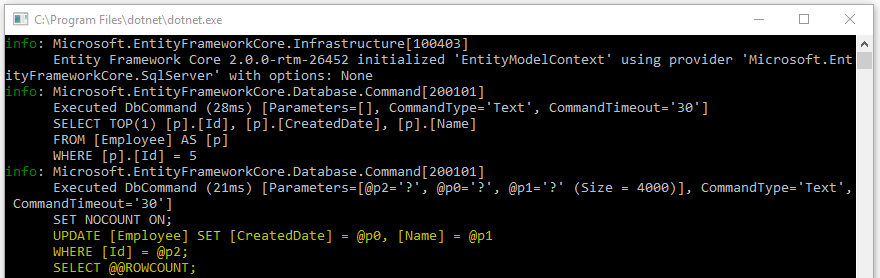 C:\Program Files\dotnet\dotnet.exe
info: Microsoft.EntityFrameworkCore.Infrastructure[100403]
Entity Framework Core 2.0.0-rtm-26452 initialized 'EntityModelContext' using provider 'Microsoft.Ent
ityFrameworkCore.SqlServer' with options: None
info: Microsoft.EntityFrameworkCore.Database.Command[200101]
Executed DbCommand (28ms) [Parameters=[], CommandType='Text', CommandTimeout='30']
SELECT TOP(1) [p].[Id], [p].[CreatedDate], [p].[Name]
FROM [Employee] AS [p]
WHERE [p].[Id] = 5
info: Microsoft.EntityFrameworkCore.Database.Command[200101]
Executed DbCommand (21ms) [Parameters=[@p2='?', @p0='?', @p1='?' (Size = 4000)], CommandType='Text',
CommandTimeout='30']
SET NOCOUNT ON;
UPDATE [Employee] SET [CreatedDate] = @p0, [Name] = @p1
WHERE [Id] = @p2;
SELECT @@ROWCOUNT;